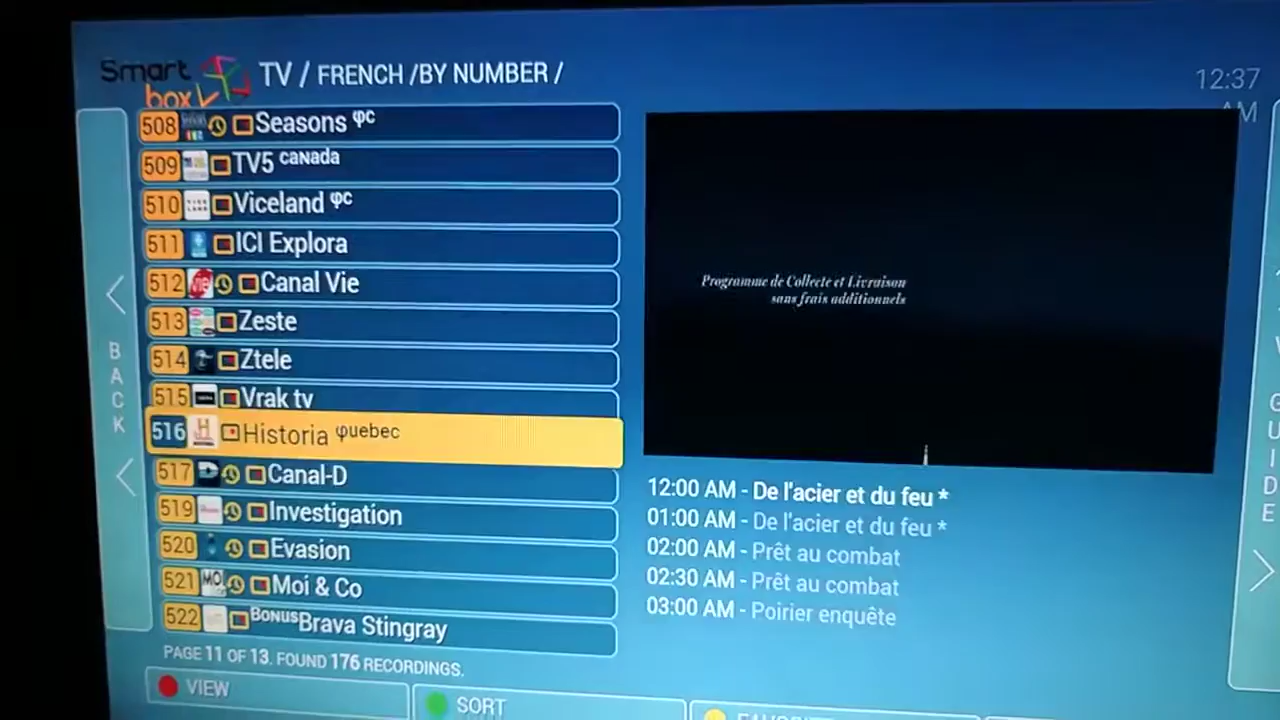 Smart box
TV / FRENCH /BY NUMBER /
12:37 AM
508 Seasons φc
509 TV5 caNada
510 Viceland φc
511 ICI Explora
512 Canal Vie
513 Zeste
514 Ztele
515 Vrak tv
516 Historia φuebec
517 Canal-D
519 Investigation
520 Evasion
521 Moi & Co
522 BonusBrava Stingray
PAGE 11 OF 13. FOUND 176 RECORDINGS.
VIEW
SORT
BACK
Programme de Collecte et Livraison
sans frais additionnels
12:00 AM - De l'acier et du feu *
01:00 AM - De l'acier et du feu *
02:00 AM - Prêt au combat
02:30 AM - Prêt au combat
03:00 AM - Poirier enquête
GUIDE